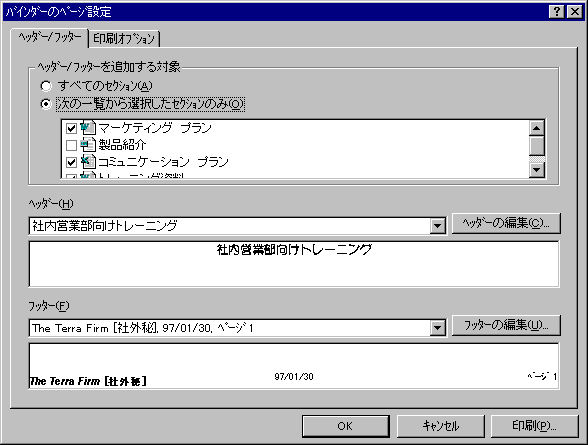 ﾊﾞｲﾝﾀﾞｰのﾍﾟｰｼﾞ設定
ﾍｯﾀﾞｰ/ﾌｯﾀｰ 印刷ｵﾌﾟｼｮﾝ
ﾍｯﾀﾞｰ/ﾌｯﾀｰを追加する対象
すべてのｾｸｼｮﾝ(A)
次の一覧から選択したｾｸｼｮﾝのみ(O)
マーケティング プラン
製品紹介
コミュニケーション プラン
トレーニング資料
ﾍｯﾀﾞｰ(H)
社内営業部向けトレーニング ﾍｯﾀﾞｰの編集(C)...
社内営業部向けトレーニング
ﾌｯﾀｰ(F)
The Terra Firm [社外秘], 97/01/30, ﾍﾟｰｼﾞ 1 ﾌｯﾀｰの編集(U)...
The Terra Firm [社外秘] 97/01/30 ﾍﾟｰｼﾞ 1
OK ｷｬﾝｾﾙ 印刷(P)...